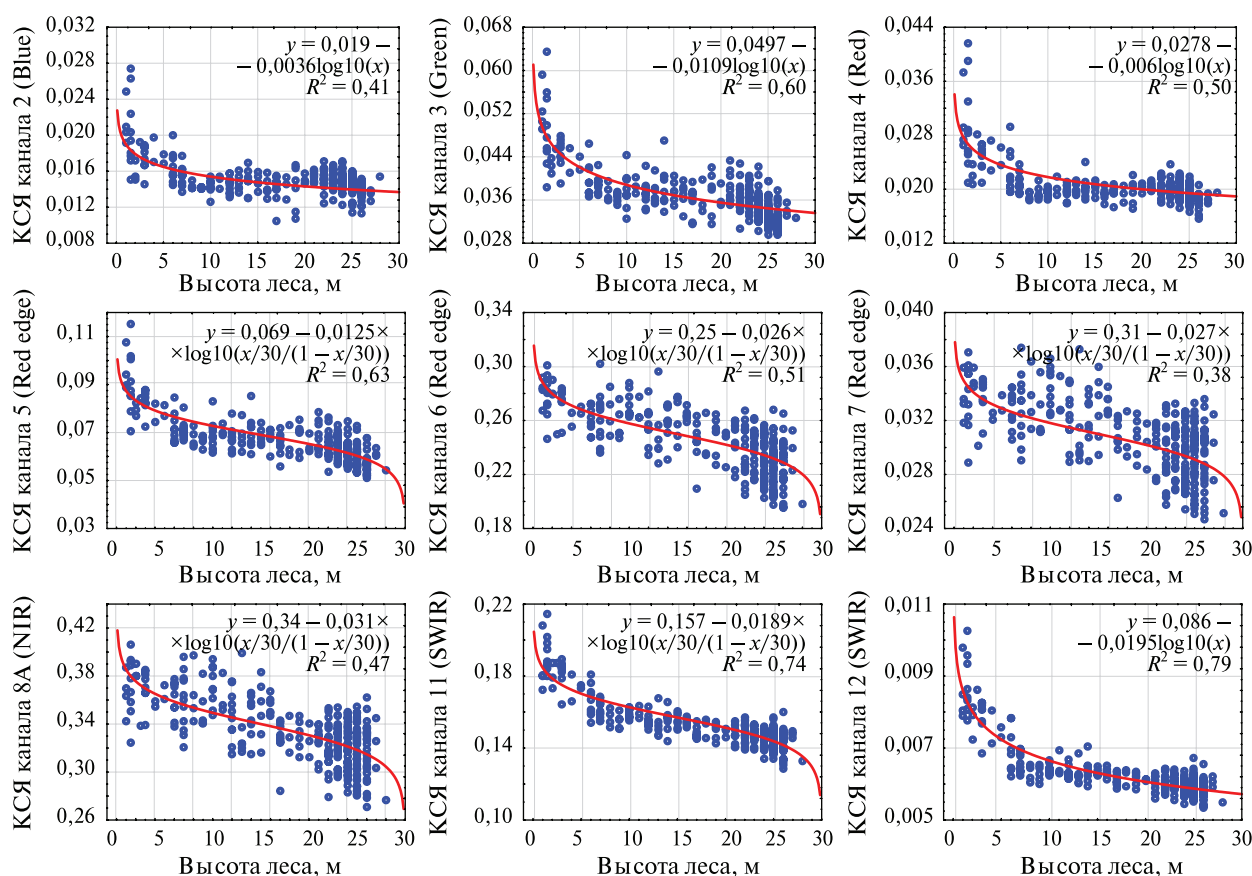 КСЯ канала 2 (Blue)
0,032
0,028
0,024
0,020
0,016
0,012
0,008
y = 0,019 –
– 0,0036log10(x)
R² = 0,41
0 5 10 15 20 25 30
Высота леса, м
КСЯ канала 3 (Green)
0,068
0,060
0,052
0,044
0,036
0,028
y = 0,0497 –
–0,0109log10(x)
R² = 0,60
0 5 10 15 20 25 30
Высота леса, м
КСЯ канала 4 (Red)
0,044
0,036
0,028
0,020
0,012
y = 0,0278 –
– 0,006log10(x)
R² = 0,50
0 5 10 15 20 25 30
Высота леса, м
КСЯ канала 5 (Red edge)
0,11
0,09
0,07
0,05
0,03
y = 0,069 – 0,0125×
×log10(x/30/(1 – x/30))
R² = 0,63
0 5 10 15 20 25 30
Высота леса, м
КСЯ канала 6 (Red edge)
0,34
0,30
0,26
0,22
0,18
y = 0,25 – 0,026×
×log10(x/30/(1 – x/30))
R² = 0,51
0 5 10 15 20 25 30
Высота леса, м
КСЯ канала 7 (Red edge)
0,040
0,036
0,032
0,028
0,024
y = 0,31 – 0,027×
×log10(x/30/(1 – x/30))
R² = 0,38
0 5 10 15 20 25 30
Высота леса, м
КСЯ канала 8A (NIR)
0,42
0,38
0,34
0,30
0,26
y = 0,34 – 0,031×
×log10(x/30/(1 – x/30))
R² = 0,47
0 5 10 15 20 25 30
Высота леса, м
КСЯ канала 11 (SWIR)
0,22
0,18
0,14
0,10
y = 0,157 – 0,0189×
×log10(x/30/(1 – x/30))
R² = 0,74
0 5 10 15 20 25 30
Высота леса, м
КСЯ канала 12 (SWIR)
0,011
0,009
0,007
0,005
y = 0,086 –
– 0,0195log10(x)
R² = 0,79
0 5 10 15 20 25 30
Высота леса, м